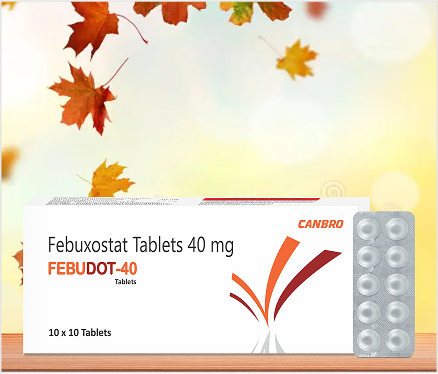 CANBRO
Febuxostat Tablets 40 mg
FEBUDOT-40
Tablets
10 x 10 Tablets